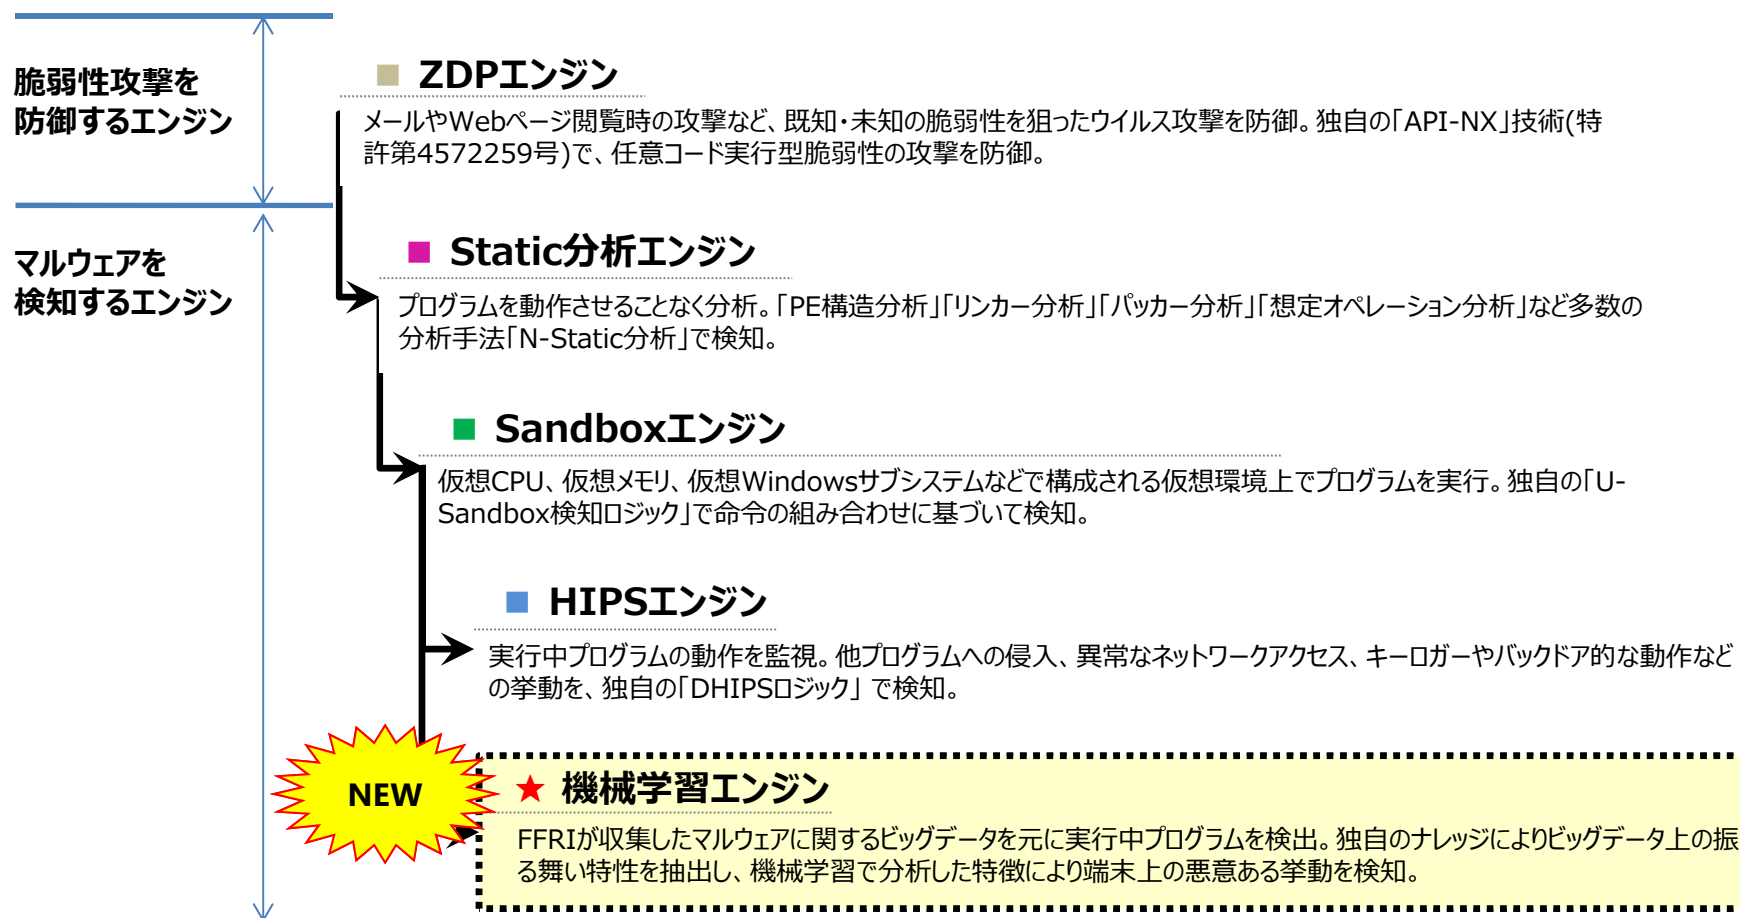 脆弱性攻撃を
防御するエンジン
■ ZDPエンジン
メールやWebページ閲覧時の攻撃など、既知・未知の脆弱性を狙ったウイルス攻撃を防御。独自の「API-NX」技術(特
許第4572259号)で、任意コード実行型脆弱性の攻撃を防御。
マルウェアを
検知するエンジン
■ Static分析エンジン
プログラムを動作させることなく分析。「PE構造分析」「リンカー分析」「パッカー分析」「想定オペレーション分析」など多数の
分析手法「N-Static分析」で検知。
■ Sandboxエンジン
仮想CPU、仮想メモリ、仮想Windowsサブシステムなどで構成される仮想環境上でプログラムを実行。独自の「U-
Sandbox検知ロジック」で命令の組み合わせに基づいて検知。
■ HIPSエンジン
実行中プログラムの動作を監視。他プログラムへの侵入、異常なネットワークアクセス、キーロガーやバックドア的な動作など
の挙動を、独自の「DHIPSロジック」 で検知。
NEW
★ 機械学習エンジン
FFRIが収集したマルウェアに関するビッグデータを元に実行中プログラムを検出。独自のナレッジによりビッグデータ上の振
る舞い特性を抽出し、機械学習で分析した特徴により端末上の悪意ある挙動を検知。